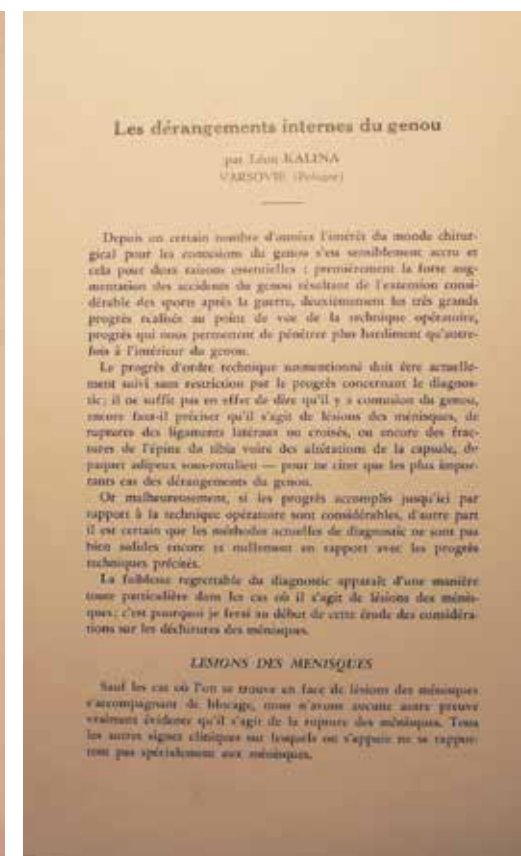 Les dérangements internes du genou
par Léon KALINA
VARSOVIE (Pologne)
Depuis un certain nombre d'années l'intérêt du monde chirur-
gical pour les contusions du genou s'est sensiblement accru et
cela pour deux raisons essentielles : premièrement la forte aug-
mentation des accidents du genou résultant de l'extension consi-
dérable des sports après la guerre, deuxièmement les très grands
progrès réalisés au point de vue de la technique opératoire,
progrès qui nous permettent de pénétrer plus hardiment qu'autre-
fois à l'intérieur du genou.
Le progrès d'ordre technique susmentionné doit être actuelle-
ment suivi sans restriction par le progrès concernant le diagnos-
tic ; il ne suffit pas en effet de dire qu'il y a contusion du genou,
encore faut-il préciser qu'il s'agit de lésions des ménisques, de
ruptures des ligaments latéraux ou croisés, ou encore des frac-
tures de l'épine du tibia voire des altérations de la capsule, du
paquet adipeux sous-rotulien — pour ne citer que les plus impor-
tants cas des dérangements du genou.
Or malheureusement, si les progrès accomplis jusqu'ici par
rapport à la technique opératoire sont considérables, d'autre part
il est certain que les méthodes actuelles de diagnostic ne sont pas
bien solides encore et nullement en rapport avec les progrès
techniques précités.
La faiblesse regrettable du diagnostic apparaît d'une manière
toute particulière dans les cas où il s'agit de lésions des ménis-
ques ; c'est pourquoi je ferai au début de cette étude des considéra-
tions sur les déchirures des ménisques.
LESIONS DES MENISQUES
Sauf les cas où l'on se trouve en face de lésions des ménisques
s'accompagnant de blocage, nous n'avons aucune autre preuve
vraiment évidente qu'il s'agit de la rupture des ménisques. Tous
les autres signes cliniques sur lesquels on s'appuie ne se rappor-
tent pas spécialement aux ménisques.